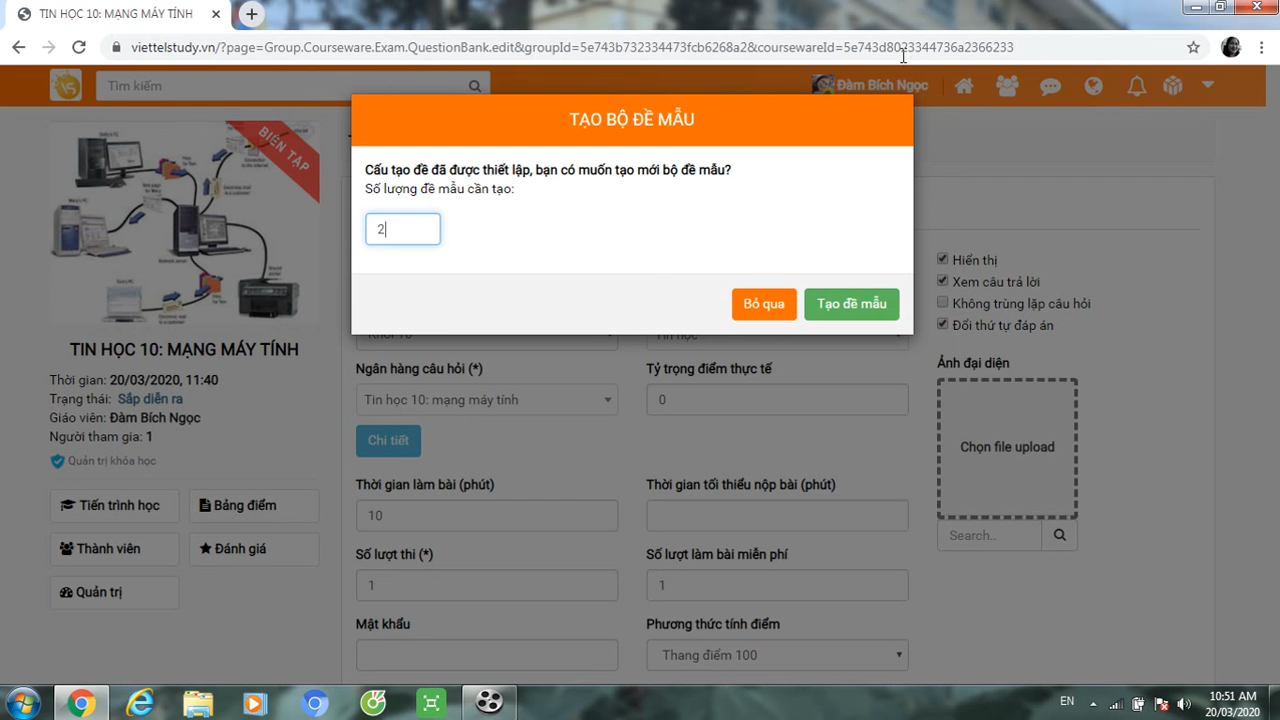 TIN HỌC 10: MẠNG MÁY TÍNH
viettelstudy.vn/?page=Group.Courseware.Exam.QuestionBank.edit&groupId=5e743b732334473fcb6268a2&coursewareId=5e743d8023344736a2366233
Tìm kiếm
Đàm Bích Ngọc
BIÊN TẬP
TIN HỌC 10: MẠNG MÁY TÍNH
Thời gian: 20/03/2020, 11:40
Trạng thái: Sắp diễn ra
Giáo viên: Đàm Bích Ngọc
Người tham gia: 1
Quản trị khóa học
Tiến trình học
Bảng điểm
Thành viên
Đánh giá
Quản trị
TẠO BỘ ĐỀ MẪU
Cấu tạo đề đã được thiết lập, bạn có muốn tạo mới bộ đề mẫu?
Số lượng đề mẫu cần tạo:
2
Bỏ qua
Tạo đề mẫu
Ngân hàng câu hỏi (*)
Tỷ trọng điểm thực tế
Tin học 10: mạng máy tính
0
Chi tiết
Thời gian làm bài (phút)
Thời gian tối thiểu nộp bài (phút)
10
Số lượt thi (*)
Số lượt làm bài miễn phí
1
1
Mật khẩu
Phương thức tính điểm
Thang điểm 100
Hiển thị
Xem câu trả lời
Không trùng lặp câu hỏi
Đổi thứ tự đáp án
Ảnh đại diện
Chọn file upload
Search..
EN
10:51 AM
20/03/2020